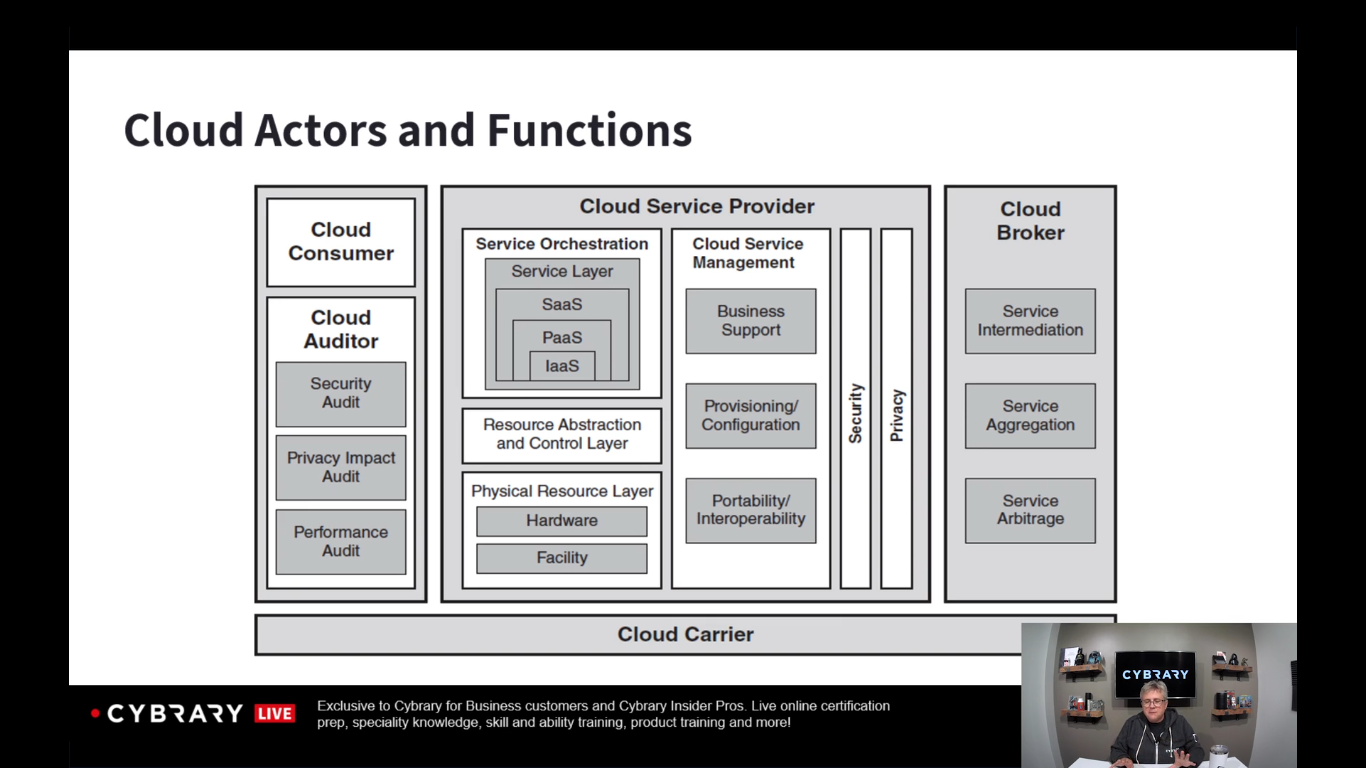 Cloud Actors and Functions
Cloud
Consumer
Cloud
Auditor
Security
Audit
Privacy Impact
Audit
Performance
Audit
Cloud Service Provider
Service Orchestration
Service Layer
SaaS
PaaS
IaaS
Resource Abstraction
and Control Layer
Physical Resource Layer
Hardware
Facility
Cloud Service
Management
Business
Support
Provisioning/
Configuration
Portability/
Interoperability
Security
Privacy
Cloud
Broker
Service
Intermediation
Service
Aggregation
Service
Arbitrage
Cloud Carrier
CYBRARY LIVE
Exclusive to Cybrary for Business customers and Cybrary Insider Pros. Live online certification
prep, speciality knowledge, skill and ability training, product training and more!
CYBRARY